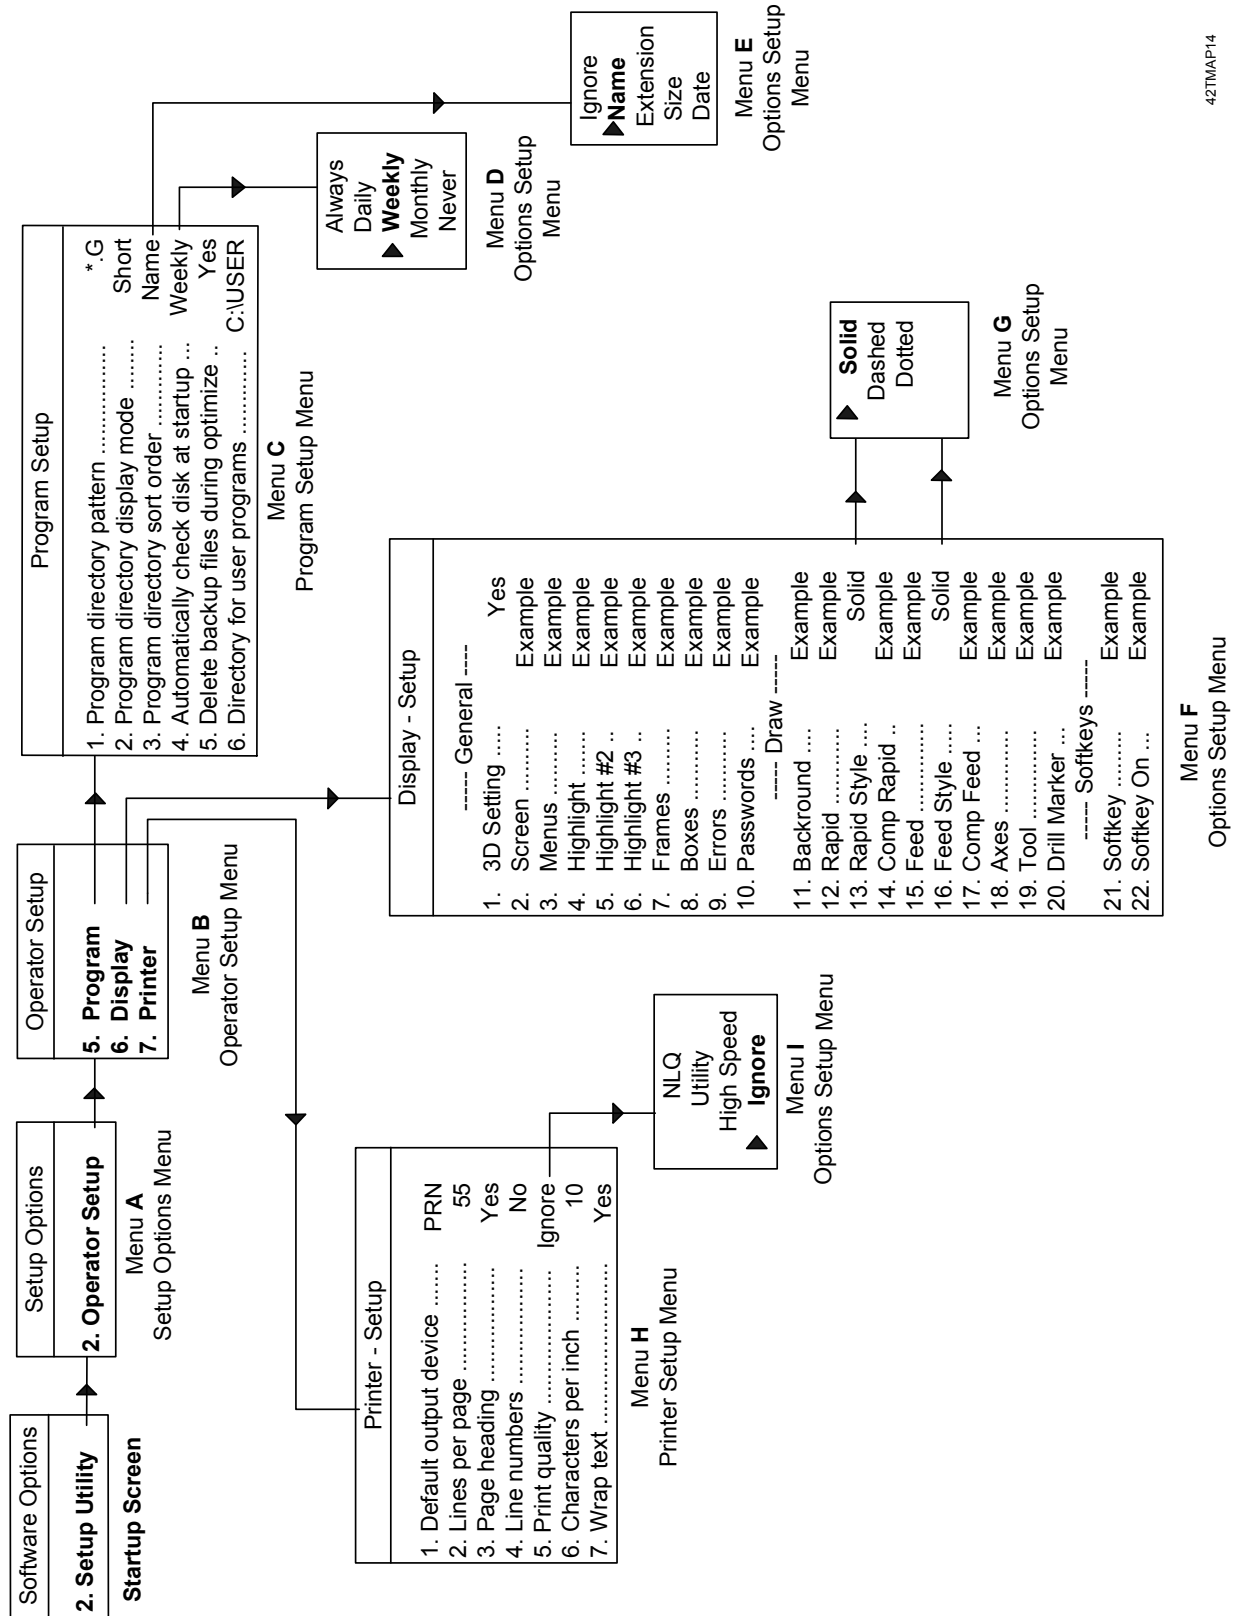 Software Options
2. Setup Utility
Startup Screen
Setup Options
2. Operator Setup
Menu A
Setup Options Menu
Operator Setup
5. Program
6. Display
7. Printer
Menu B
Operator Setup Menu
Program Setup
1. Program directory pattern ................. *.G
2. Program directory display mode ......... Short
3. Program directory sort order ............ Name
4. Automatically check disk at startup ... Weekly
5. Delete backup files during optimize .. Yes
6. Directory for user programs .............. C:\USER
Menu C
Program Setup Menu
Always
Daily
Weekly
Monthly
Never
Menu D
Options Setup
Menu
Ignore
Name
Extension
Size
Date
Menu E
Options Setup
Menu
Display - Setup
----- General ----
1. 3D Setting ..... Yes
2. Screen .......... Example
3. Menus ........... Example
4. Highlight ....... Example
5. Highlight #2 .. Example
6. Highlight #3 .. Example
7. Frames ......... Example
8. Boxes ........... Example
9. Errors ........... Example
10. Passwords .... Example
----- Draw -----
11. Backround .... Example
12. Rapid ........... Example
13. Rapid Style ... Solid
14. Comp Rapid .. Example
15. Feed ............ Example
16. Feed Style .... Solid
17. Comp Feed ... Example
18. Axes ............ Example
19. Tool ............. Example
20. Drill Marker ... Example
------ Softkeys -----
21. Softkey ......... Example
22. Softkey On ... Example
Menu F
Options Setup Menu
Solid
Dashed
Dotted
Menu G
Options Setup
Menu
Printer - Setup
1. Default output device ....... PRN
2. Lines per page ................. 55
3. Page heading .................. Yes
4. Line numbers .................. No
5. Print quality .................... Ignore
6. Characters per inch .......... 10
7. Wrap text ........................ Yes
Menu H
Printer Setup Menu
NLQ
Utility
High Speed
Ignore
Menu I
Options Setup Menu
42TMAP14